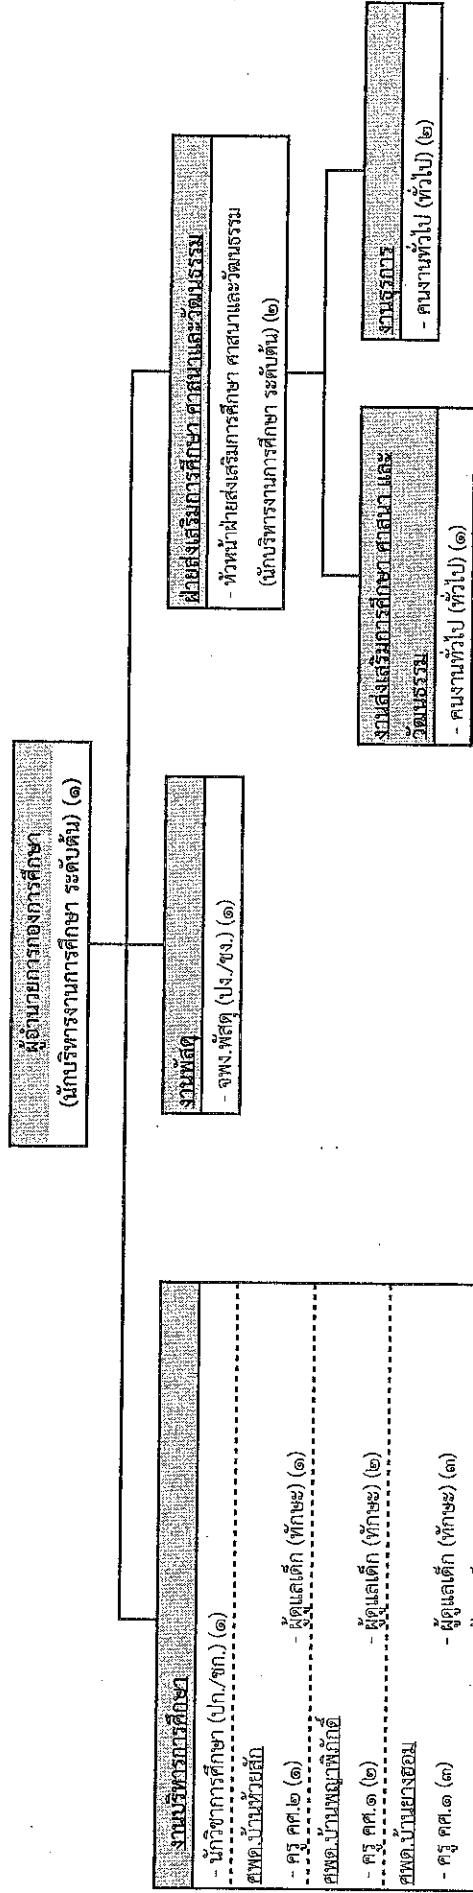 ผู้อำนวยการกองการศึกษา
(นักบริหารงานการศึกษา ระดับต้น) (๑)
งานบริหารการศึกษา
- นักวิชาการศึกษา (ปก./ชก.) (๑)
ศพด.บ้านห้วยสัก
- ครู คศ.๒ (๑) - ผู้ดูแลเด็ก (ทักษะ) (๑)
ศพด.บ้านพญาพิภักดิ์
- ครู คศ.๑ (๒) - ผู้ดูแลเด็ก (ทักษะ) (๒)
ศพด.บ้านยางฮอม
- ครู คศ.๑ (๓) - ผู้ดูแลเด็ก (ทักษะ) (๓)
งานพัสดุ
- จพง.พัสดุ (ปง./ชง.) (๑)
ฝ่ายส่งเสริมการศึกษา ศาสนาและวัฒนธรรม
- หัวหน้าฝ่ายส่งเสริมการศึกษา ศาสนาและวัฒนธรรม
(นักบริหารงานการศึกษา ระดับต้น) (๒)
งานส่งเสริมการศึกษา ศาสนา และ
วัฒนธรรม
- คนงานทั่วไป (ทั่วไป) (๑)
งานธุรการ
- คนงานทั่วไป (ทั่วไป) (๒)